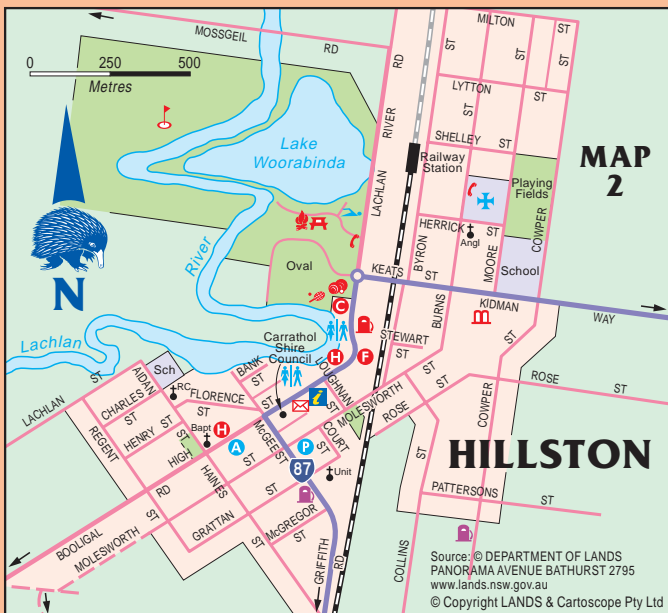 MOSSGEIL RD
0 250 500
Metres
MILTON ST
ST
LYTTON ST
ST
SHELLEY ST
RD
RIVER
LACHLAN
Lake
Woorabinda
Railway
Station
MAP
2
Playing
Fields
COWPER
ST
HERRICK ST
Angl
MOORE
School
BYRON
ST
BURNS
KEATS ST
KIDMAN
WAY
River
Oval
N
C
Lachlan
STEWART
ST
ST
Carrathol
Shire
Council
H
F
LOUGHNAN
ST
BANK
ST
Sch
RC
LACHLAN ST
AIDAN
ST
CHARLES
ST
FLORENCE
ST
ST
i
MOLESWORTH
ROSE
ROSE ST
REGENT
ST
HENRY
ST
Bapt
H
HIGH
A
McGEE ST
P
COURT
ST
87
COWPER
ST
HILLSTON
Unit
HAINES
ST
ST
GRATTAN
ST
McGREGOR
ST
RD
BOOLIGAL
MOLESWORTH
ST
PATTERSONS ST
COLLINS
ST
GRIFFITH
RD
Source: © DEPARTMENT OF LANDS
PANORAMA AVENUE BATHURST 2795
www.lands.nsw.gov.au
© Copyright LANDS & Cartoscope Pty Ltd